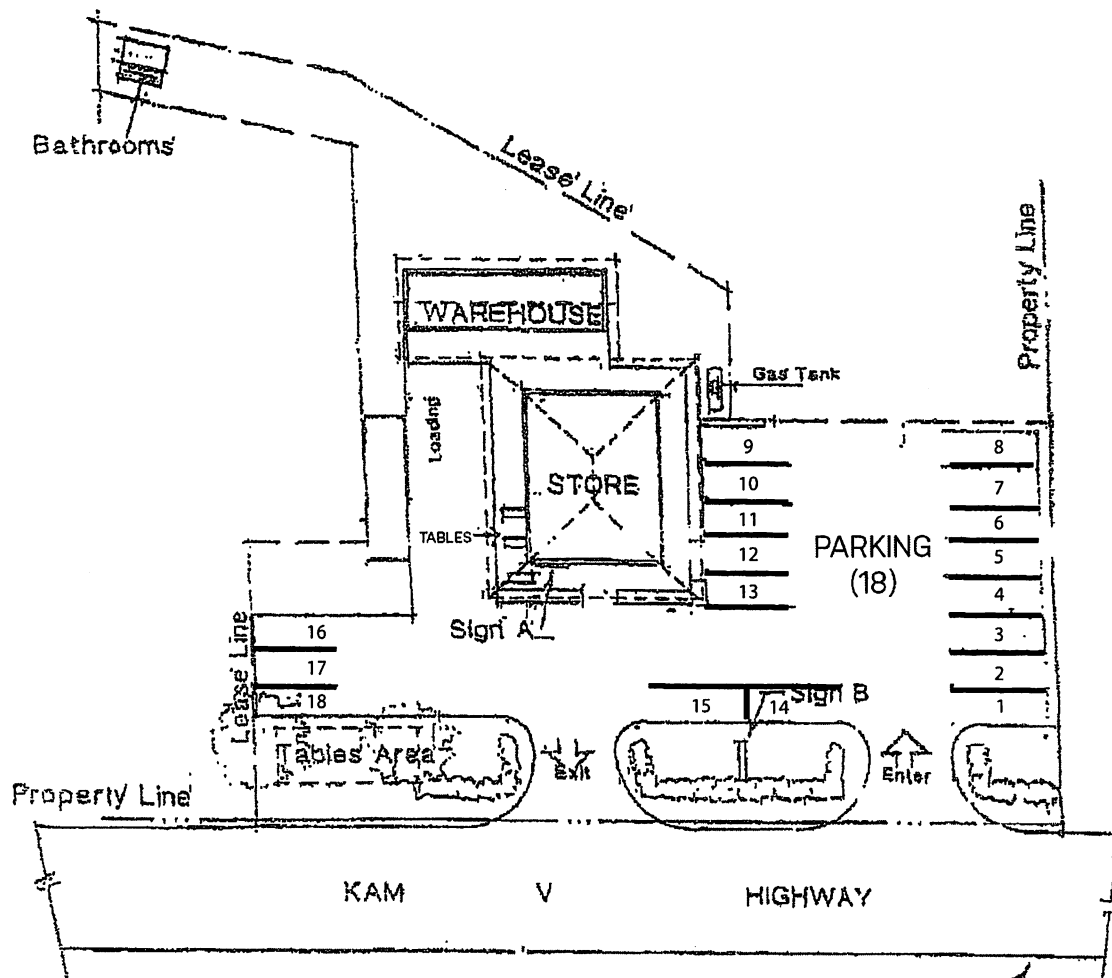 Bathrooms
Lease Line
Property Line
WAREHOUSE
Gas Tank
Loading
9
8
10
7
STORE
11
6
TABLES
12
PARKING
(18)
5
13
4
Sign A
16
3
Lease Line
17
2
18
15
14
Sign B
1
Tables Area
Exit
Enter
Property Line
KAM V HIGHWAY